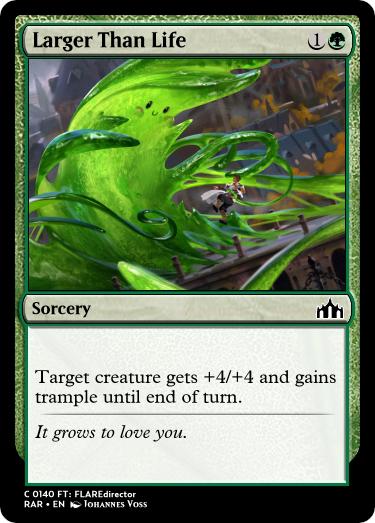 Larger Than Life 1
Sorcery
Target creature gets +4/+4 and gains
trample until end of turn.
It grows to love you.
C 0140 FT: FLAREdirector
RAR • EN Johannes Voss